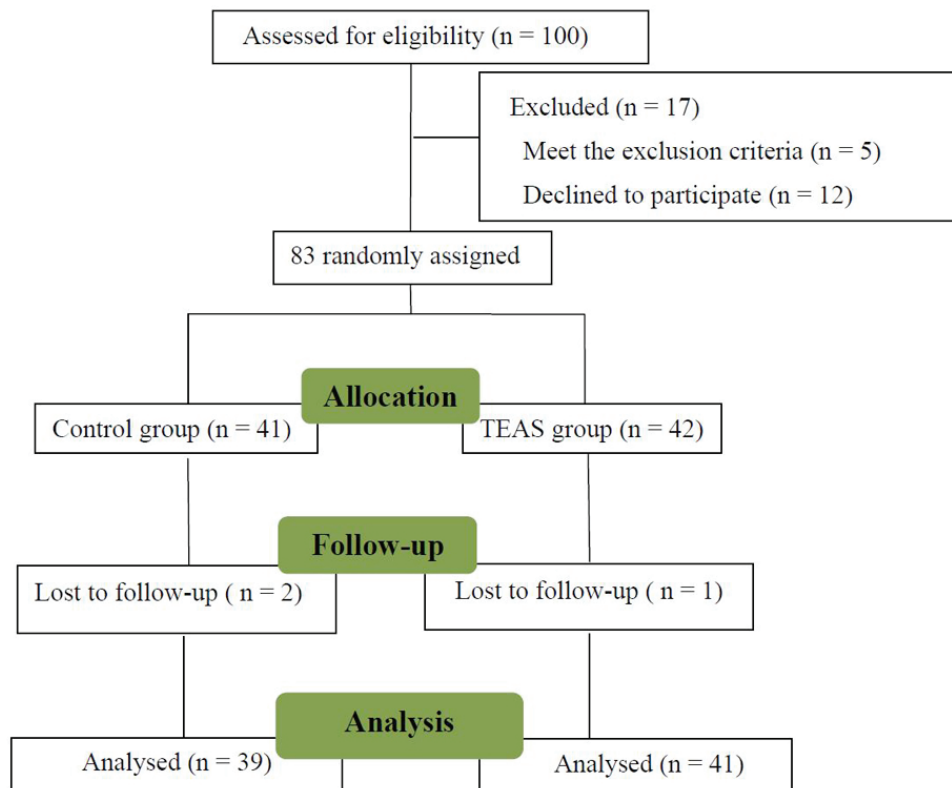 Assessed for eligibility (n = 100)
Excluded (n = 17)
Meet the exclusion criteria (n = 5)
Declined to participate (n = 12)
83 randomly assigned
Allocation
Control group (n = 41)
TEAS group (n = 42)
Follow-up
Lost to follow-up ( n = 2)
Lost to follow-up ( n = 1)
Analysis
Analysed (n = 39)
Analysed (n = 41)